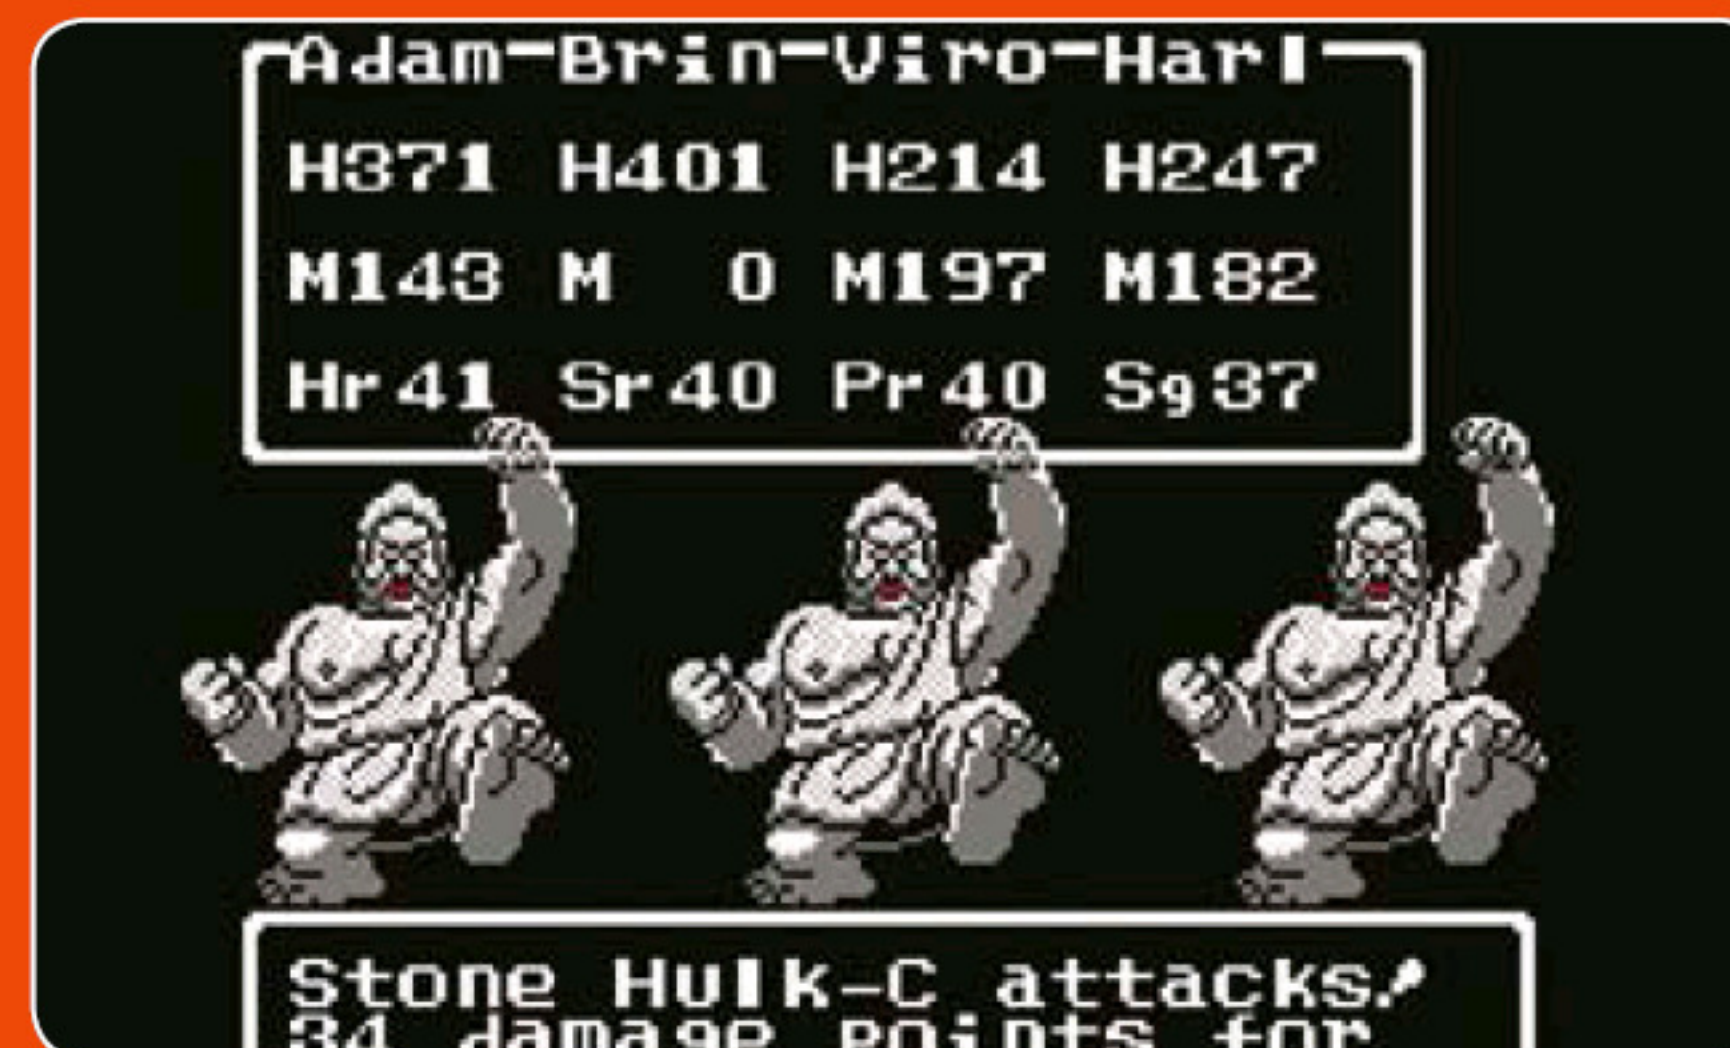 Adam-Brin-Viro-Harl
H371 H401 H214 H247
M143 M 0 M197 M182
Hr41 Sr40 Pr40 Sg37
Stone Hulk-C attacks!
34 damage points for